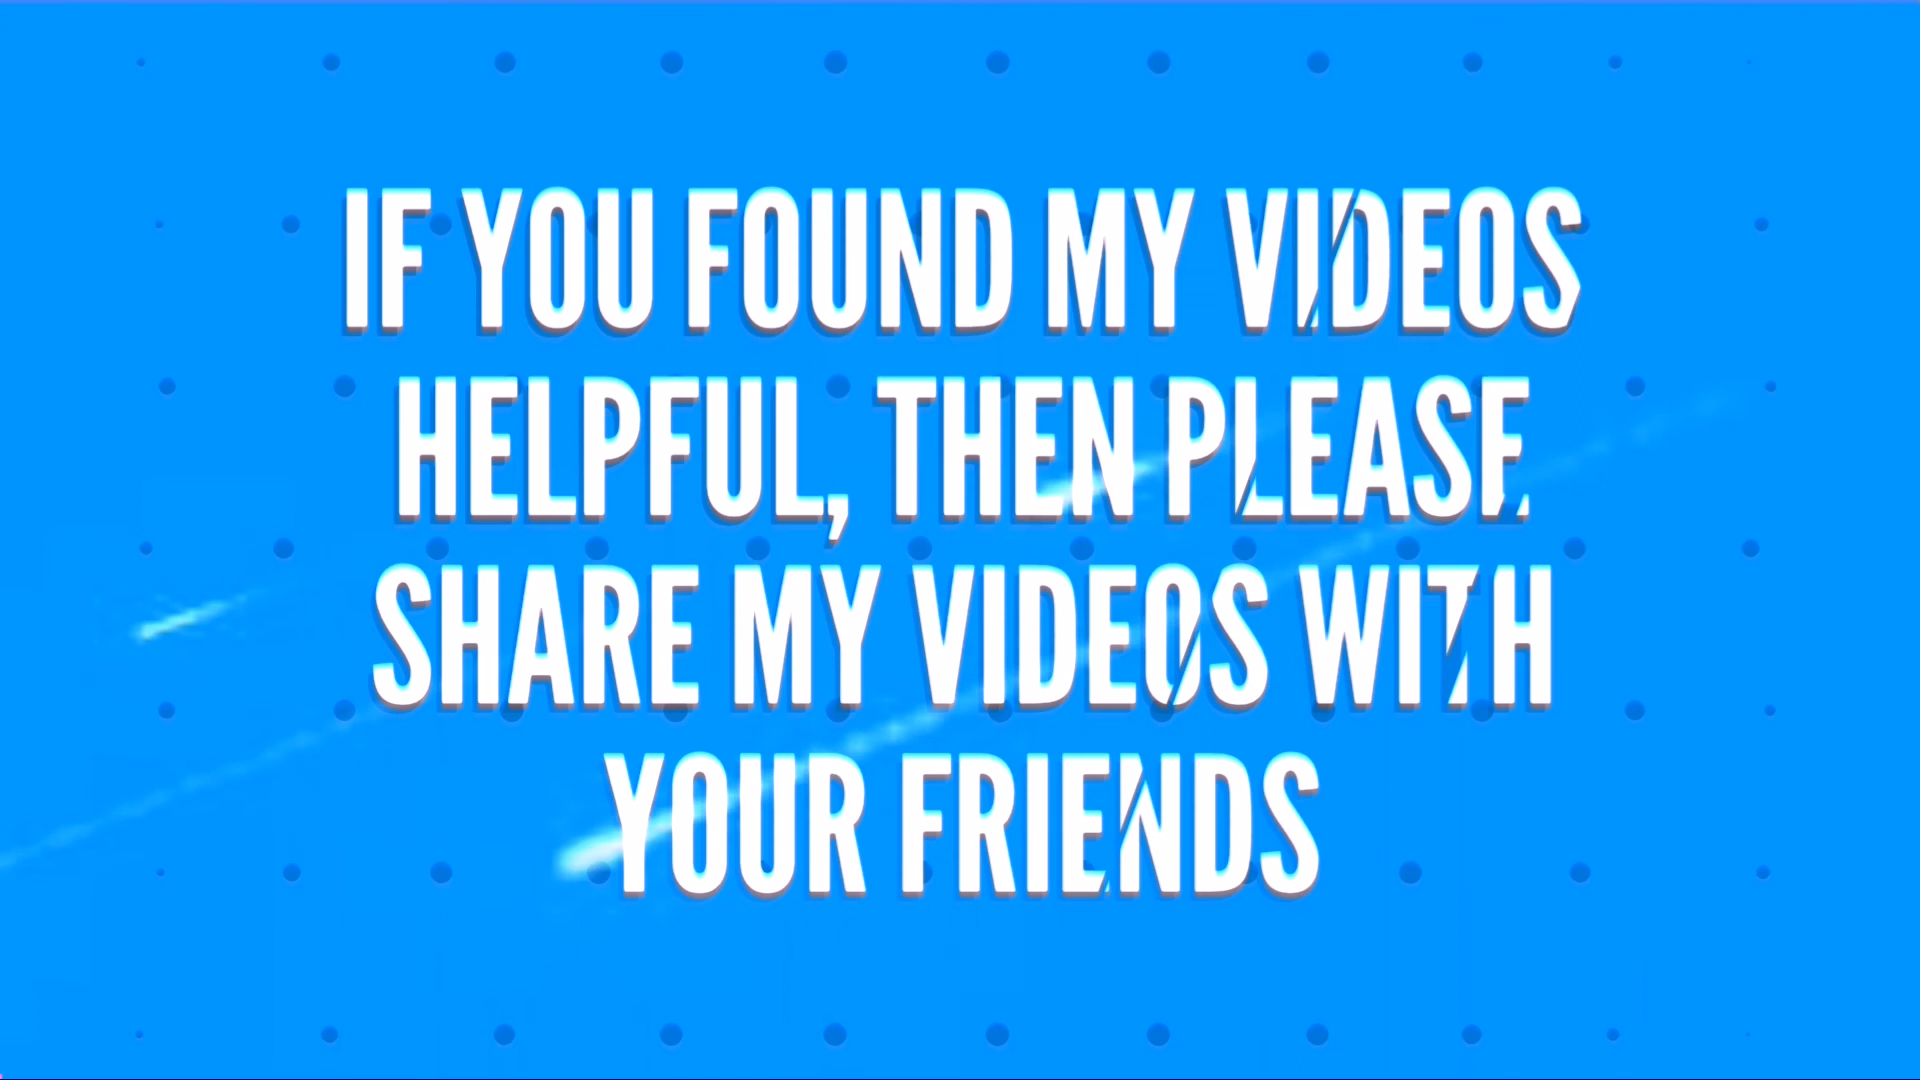 IF YOU FOUND MY VIDEOS
HELPFUL, THEN PLEASE
SHARE MY VIDEOS WITH
YOUR FRIENDS